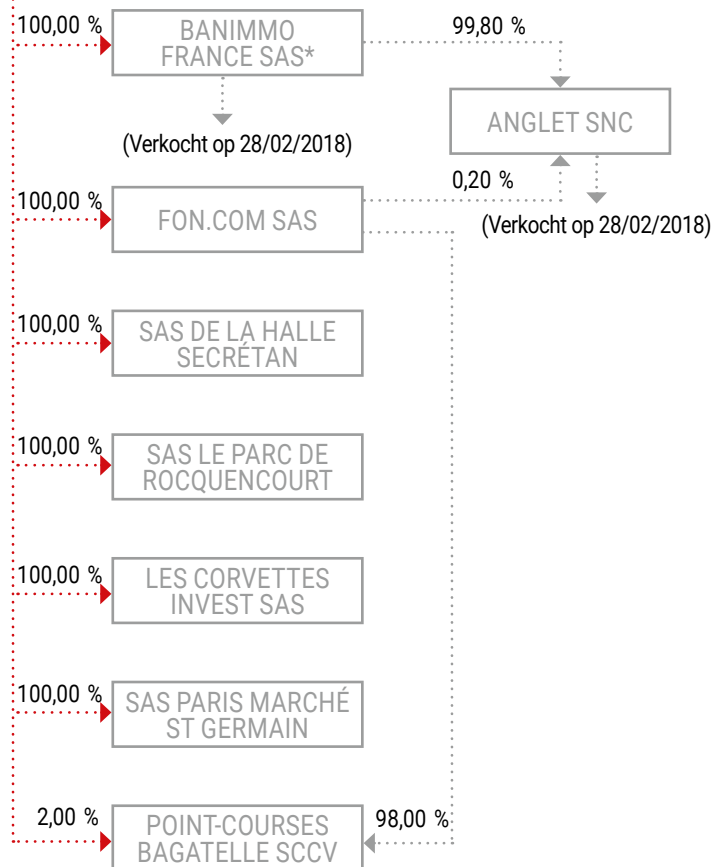 100,00 %
BANIMMO
FRANCE SAS*
99,80 %
ANGLET SNC
(Verkocht op 28/02/2018)
0,20 %
100,00 %
FON.COM SAS
(Verkocht op 28/02/2018)
100,00 %
SAS DE LA HALLE
SECRÉTAN
100,00 %
SAS LE PARC DE
ROCQUENCOURT
100,00 %
LES CORVETTES
INVEST SAS
100,00 %
SAS PARIS MARCHÉ
ST GERMAIN
2,00 %
POINT-COURSES
BAGATELLE SCCV
98,00 %